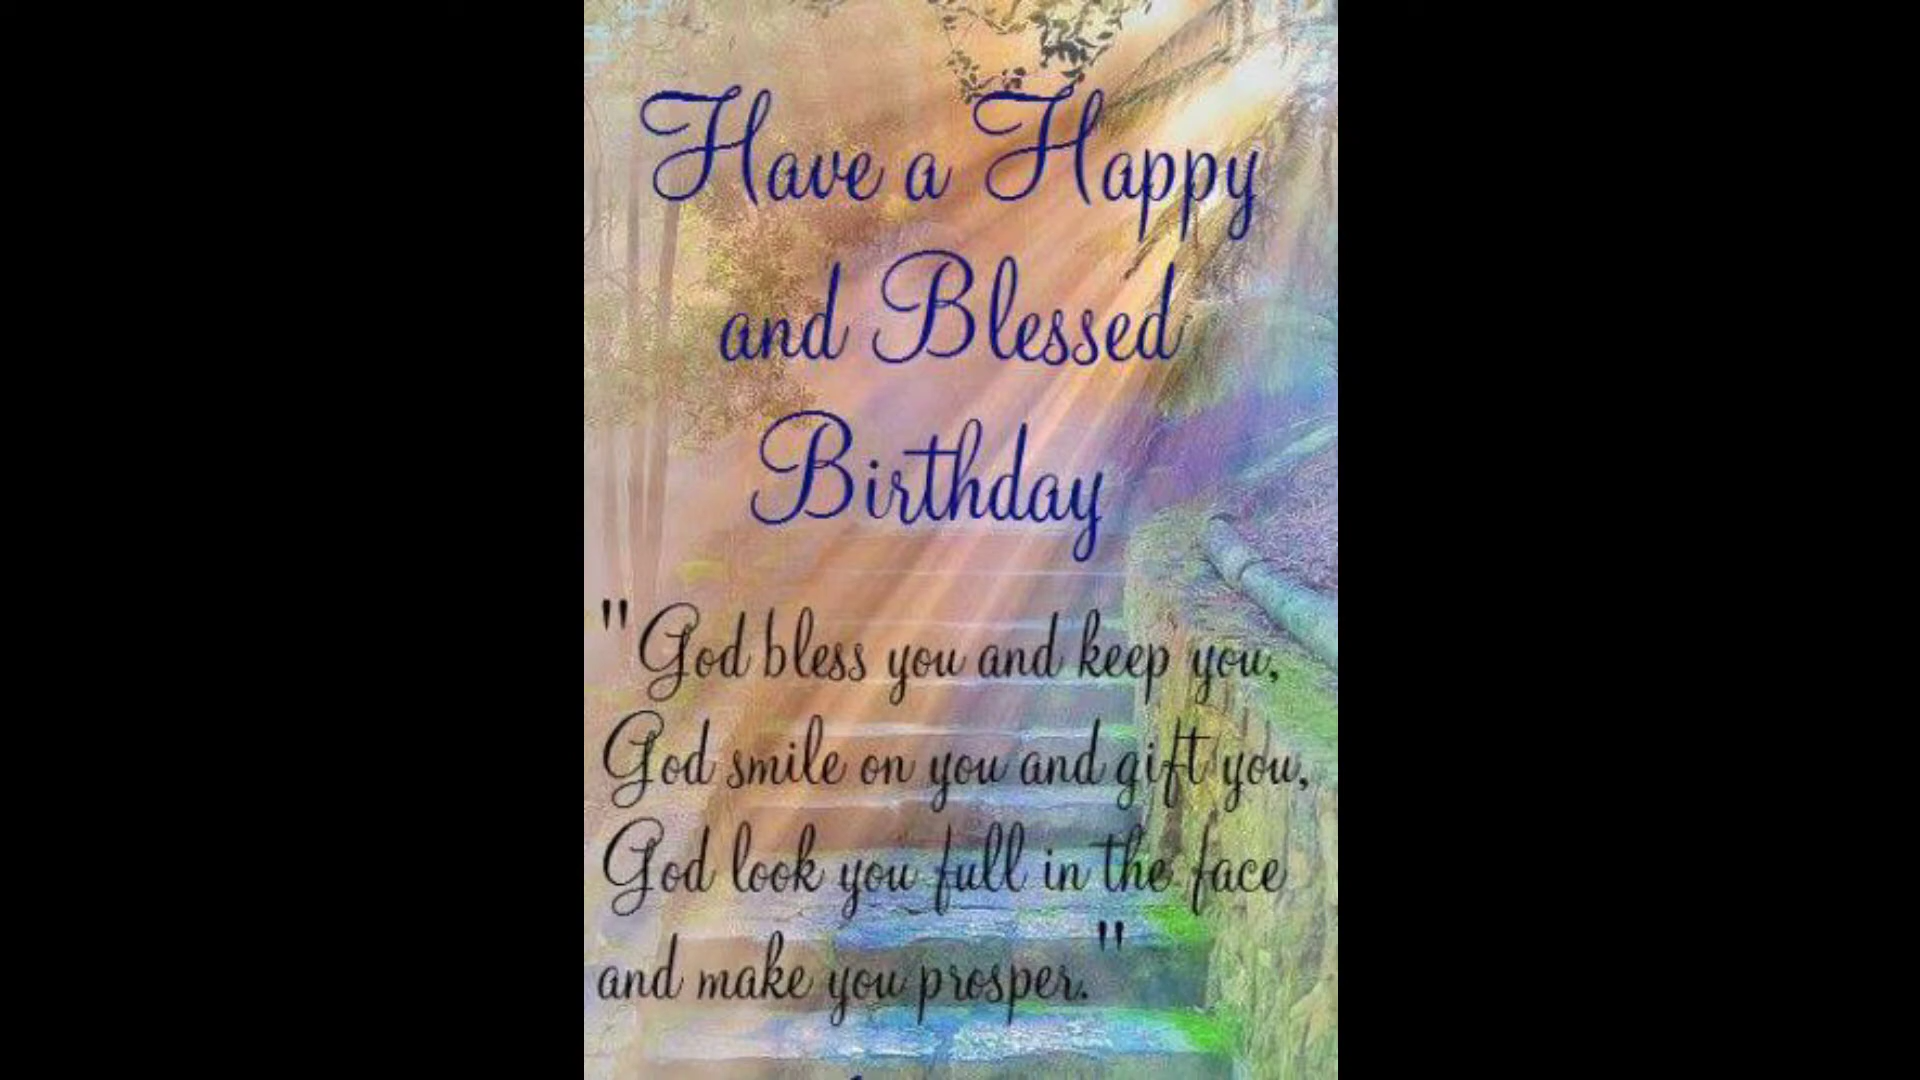 Have a Happy
and Blessed
Birthday
"God bless you and keep you,
God smile on you and gift you,
God look you full in the face
and make you prosper."